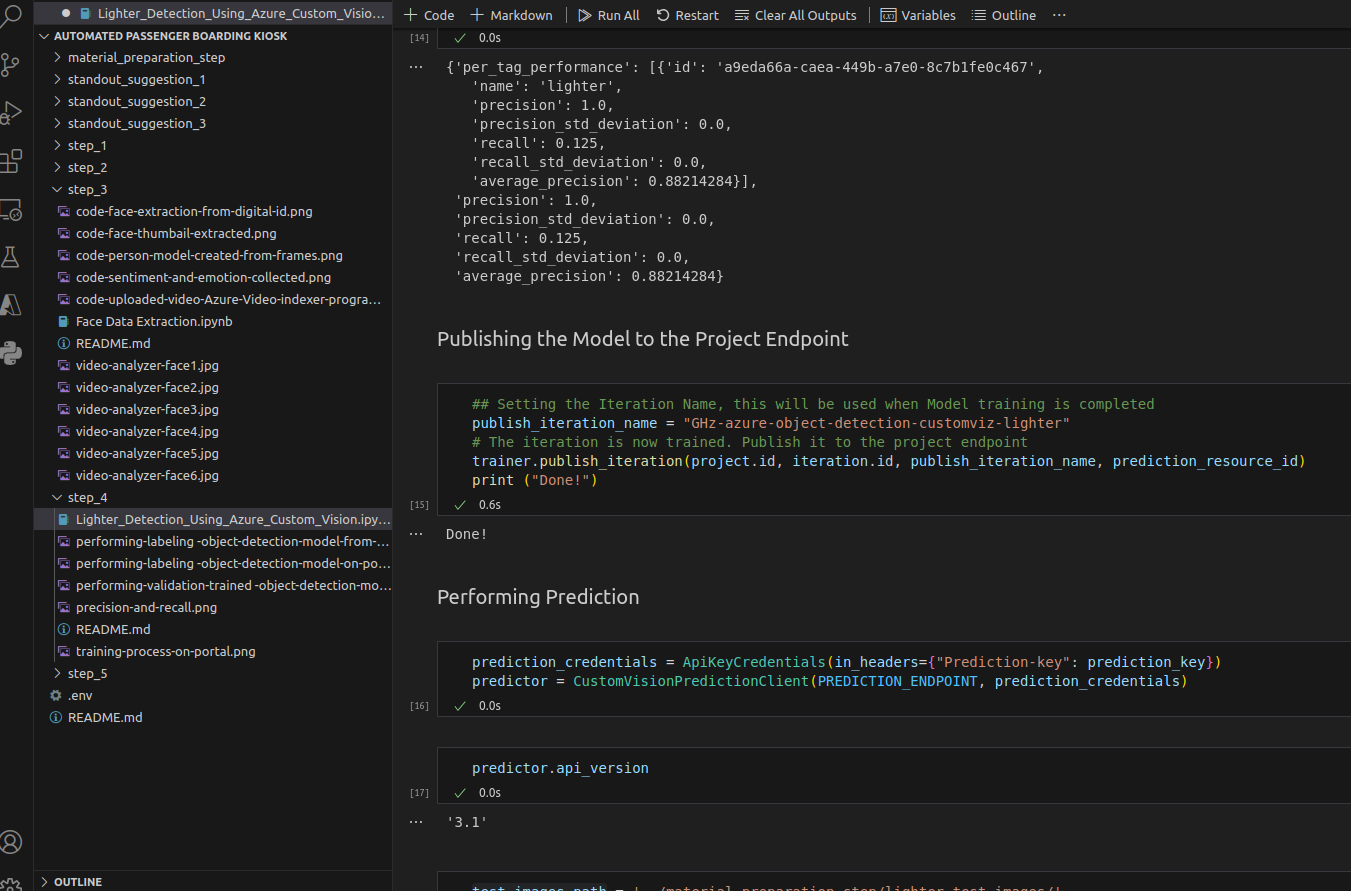 Lighter_Detection_Using_Azure_Custom_Visio...
AUTOMATED PASSENGER BOARDING KIOSK
material_preparation_step
standout_suggestion_1
standout_suggestion_2
standout_suggestion_3
step_1
step_2
step_3
code-face-extraction-from-digital-id.png
code-face-thumbail-extracted.png
code-person-model-created-from-frames.png
code-sentiment-and-emotion-collected.png
code-uploaded-video-Azure-Video-indexer-progra...
Face Data Extraction.ipynb
README.md
video-analyzer-face1.jpg
video-analyzer-face2.jpg
video-analyzer-face3.jpg
video-analyzer-face4.jpg
video-analyzer-face5.jpg
video-analyzer-face6.jpg
step_4
Lighter_Detection_Using_Azure_Custom_Vision.ipy...
performing-labeling -object-detection-model-from-...
performing-labeling -object-detection-model-on-po...
performing-validation-trained -object-detection-mo...
precision-and-recall.png
README.md
training-process-on-portal.png
step_5
.env
README.md
OUTLINE
+ Code + Markdown | Run All Restart Clear All Outputs | Variables Outline ...
[14] 0.0s
... {'per_tag_performance': [{'id': 'a9eda66a-caea-449b-a7e0-8c7b1fe0c467',
'name': 'lighter',
'precision': 1.0,
'precision_std_deviation': 0.0,
'recall': 0.125,
'recall_std_deviation': 0.0,
'average_precision': 0.88214284}],
'precision': 1.0,
'precision_std_deviation': 0.0,
'recall': 0.125,
'recall_std_deviation': 0.0,
'average_precision': 0.88214284}
Publishing the Model to the Project Endpoint
## Setting the Iteration Name, this will be used when Model training is completed
publish_iteration_name = "GHz-azure-object-detection-customviz-lighter"
# The iteration is now trained. Publish it to the project endpoint
trainer.publish_iteration(project.id, iteration.id, publish_iteration_name, prediction_resource_id)
print ("Done!")
[15] 0.6s
... Done!
Performing Prediction
prediction_credentials = ApiKeyCredentials(in_headers={"Prediction-key": prediction_key})
predictor = CustomVisionPredictionClient(PREDICTION_ENDPOINT, prediction_credentials)
[16] 0.0s
predictor.api_version
[17] 0.0s
... '3.1'